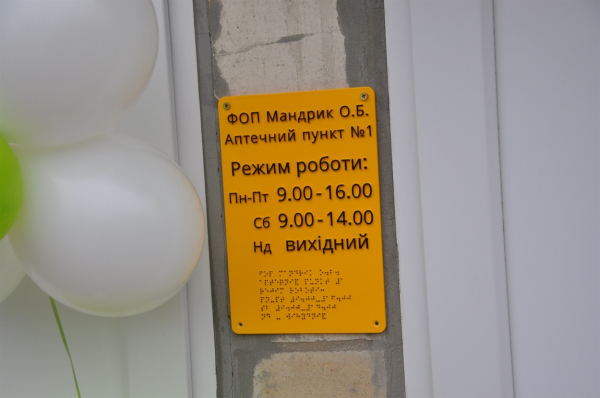 ФОП Мандрик О.Б.
Аптечний пункт №1
Режим роботи:
Пн-Пт 9.00-16.00
Сб 9.00-14.00
Нд вихідний